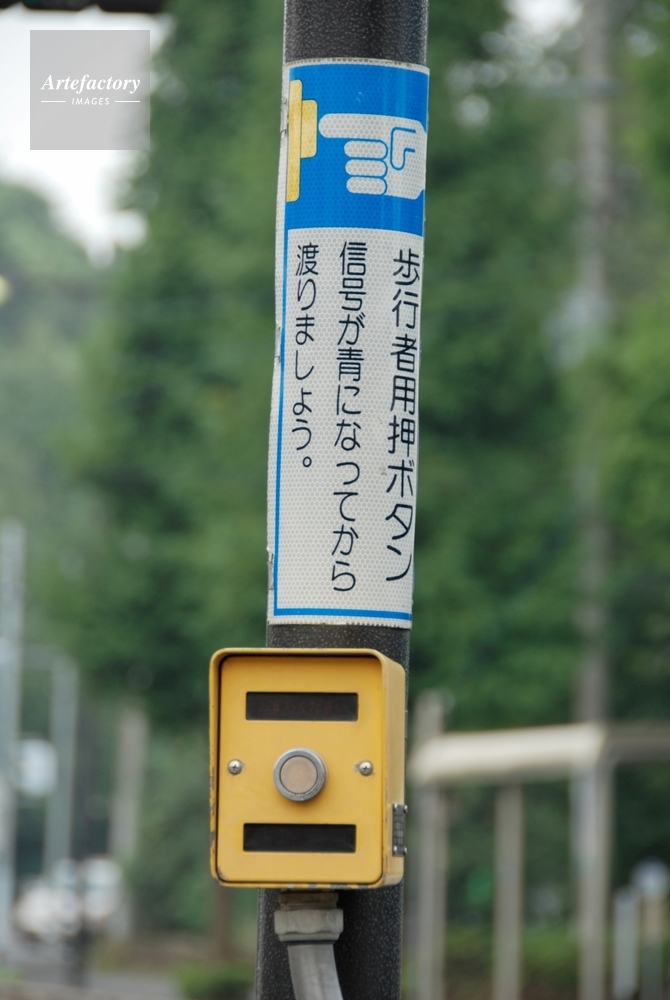 Artefactory
IMAGES
歩行者用押ボタン
信号が青になってから
渡りましょう。